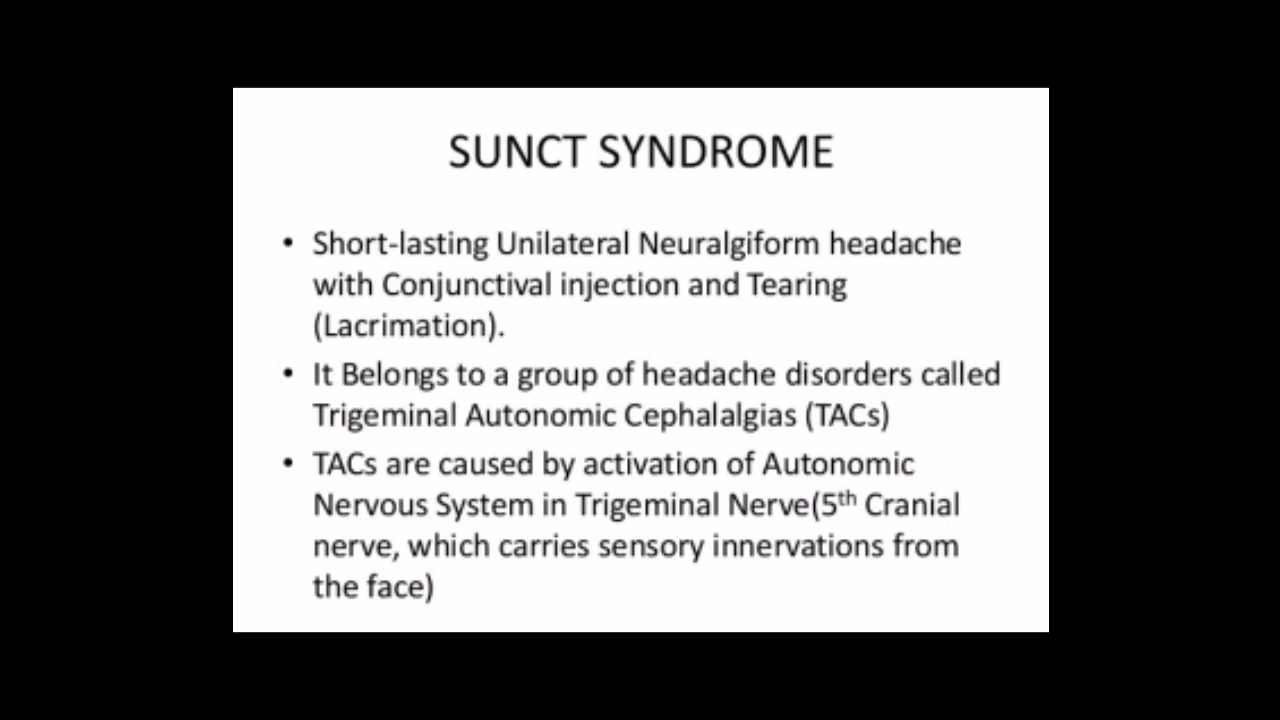 SUNCT SYNDROME
• Short-lasting Unilateral Neuralgiform headache
with Conjunctival injection and Tearing
(Lacrimation).
• It Belongs to a group of headache disorders called
Trigeminal Autonomic Cephalalgias (TACs)
• TACs are caused by activation of Autonomic
Nervous System in Trigeminal Nerve(5th Cranial
nerve, which carries sensory innervations from
the face)